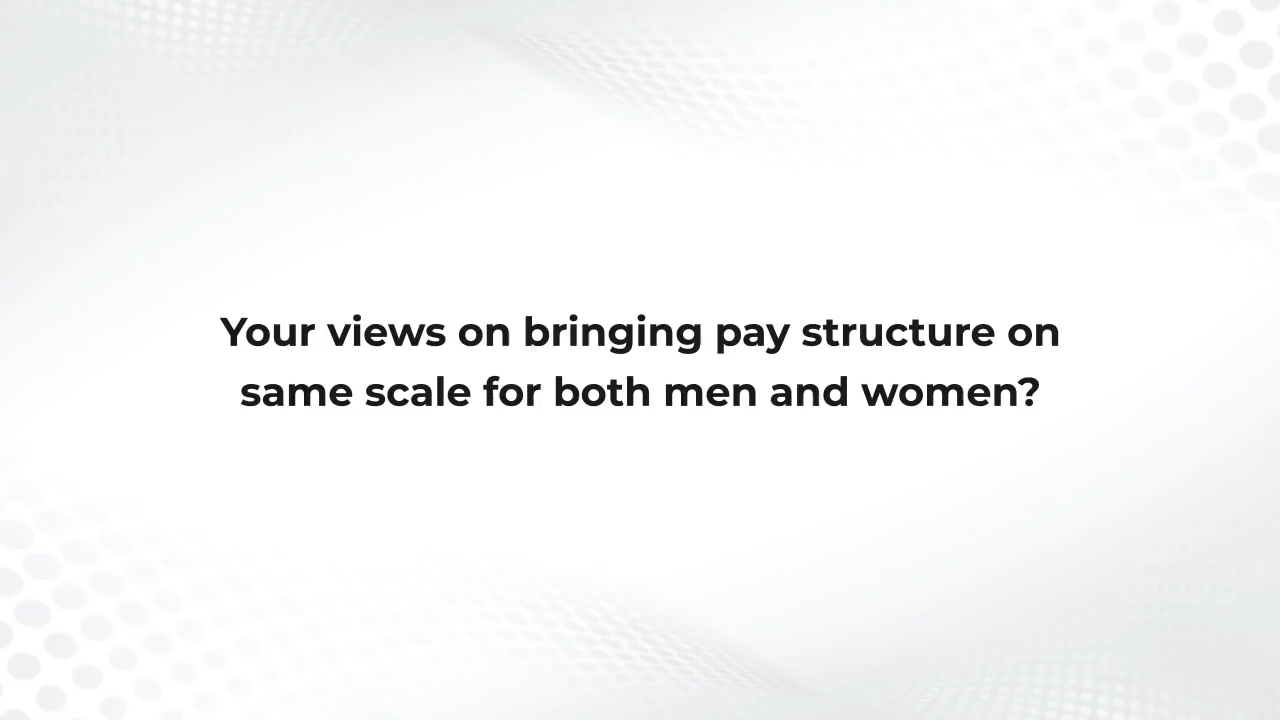 Your views on bringing pay structure on
same scale for both men and women?